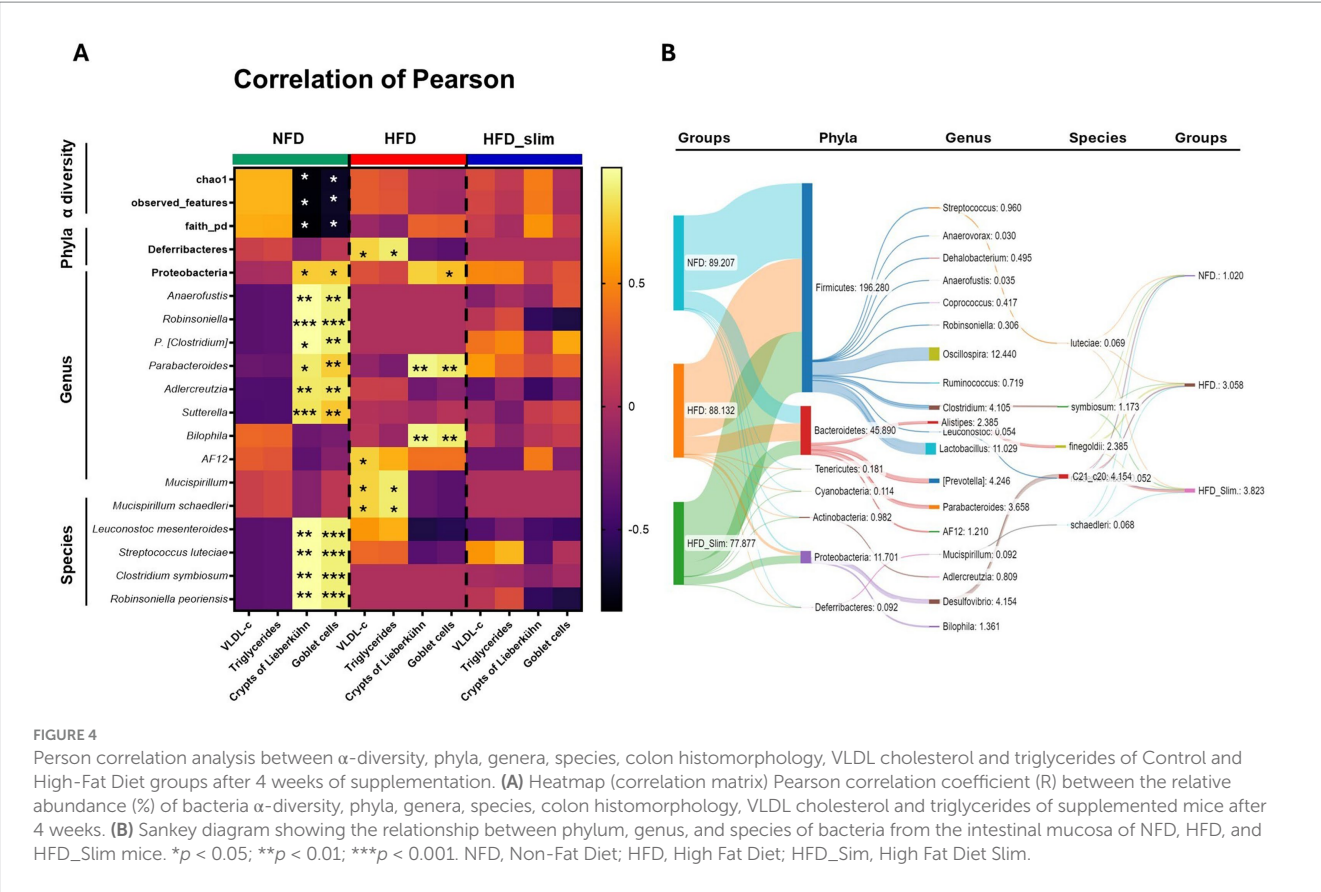 A
Correlation of Pearson
NFD HFD HFD_slim
α diversity
Phyla
Genus
Species
chao1 * * 
observed_features * *
faith_pd * *
Deferribacteres * *
Proteobacteria * * *
Anaerofustis ** **
Robinsoniella *** ***
P. [Clostridium] * **
Parabacteroides * ** ** **
Adlercreutzia ** **
Sutterella *** **
Bilophila ** **
AF12 *
Mucispirillum * *
Mucispirillum schaedleri * *
Leuconostoc mesenteroides ** ***
Streptococcus luteciae ** ***
Clostridium symbiosum ** ***
Robinsoniella peoriensis ** ***
0.5
0
-0.5
VLDL-c Triglycerides Crypts of Lieberkühn Goblet cells VLDL-c Triglycerides Crypts of Lieberkühn Goblet cells VLDL-c Triglycerides Crypts of Lieberkühn Goblet cells
B
Groups Phyla Genus Species Groups
NFD: 89.207
HFD: 88.132
HFD_Slim: 77.877
Firmicutes: 196.280
Bacteroidetes: 45.890
Tenericutes: 0.181
Cyanobacteria: 0.114
Actinobacteria: 0.982
Proteobacteria: 11.701
Deferribacteres: 0.092
Streptococcus: 0.960
Anaerovorax: 0.030
Dehalobacterium: 0.495
Anaerofustis: 0.035
Coprococcus: 0.417
Robinsoniella: 0.306
Oscillospira: 12.440
Ruminococcus: 0.719
Clostridium: 4.105
Alistipes: 2.385
Leuconostoc: 0.054
Lactobacillus: 11.029
[Prevotella]: 4.246
Parabacteroides: 3.658
AF12: 1.210
Mucispirillum: 0.092
Adlercreutzia: 0.809
Desulfovibrio: 4.154
Bilophila: 1.361
luteciae: 0.069
symbiosum: 1.173
finegoldii: 2.385
C21_c20: 4.154 .052
schaedleri: 0.068
NFD.: 1.020
HFD.: 3.058
HFD_Slim.: 3.823
FIGURE 4
Person correlation analysis between α-diversity, phyla, genera, species, colon histomorphology, VLDL cholesterol and triglycerides of Control and
High-Fat Diet groups after 4 weeks of supplementation. (A) Heatmap (correlation matrix) Pearson correlation coefficient (R) between the relative
abundance (%) of bacteria α-diversity, phyla, genera, species, colon histomorphology, VLDL cholesterol and triglycerides of supplemented mice after
4 weeks. (B) Sankey diagram showing the relationship between phylum, genus, and species of bacteria from the intestinal mucosa of NFD, HFD, and
HFD_Slim mice. *p < 0.05; **p < 0.01; ***p < 0.001. NFD, Non-Fat Diet; HFD, High Fat Diet; HFD_Sim, High Fat Diet Slim.